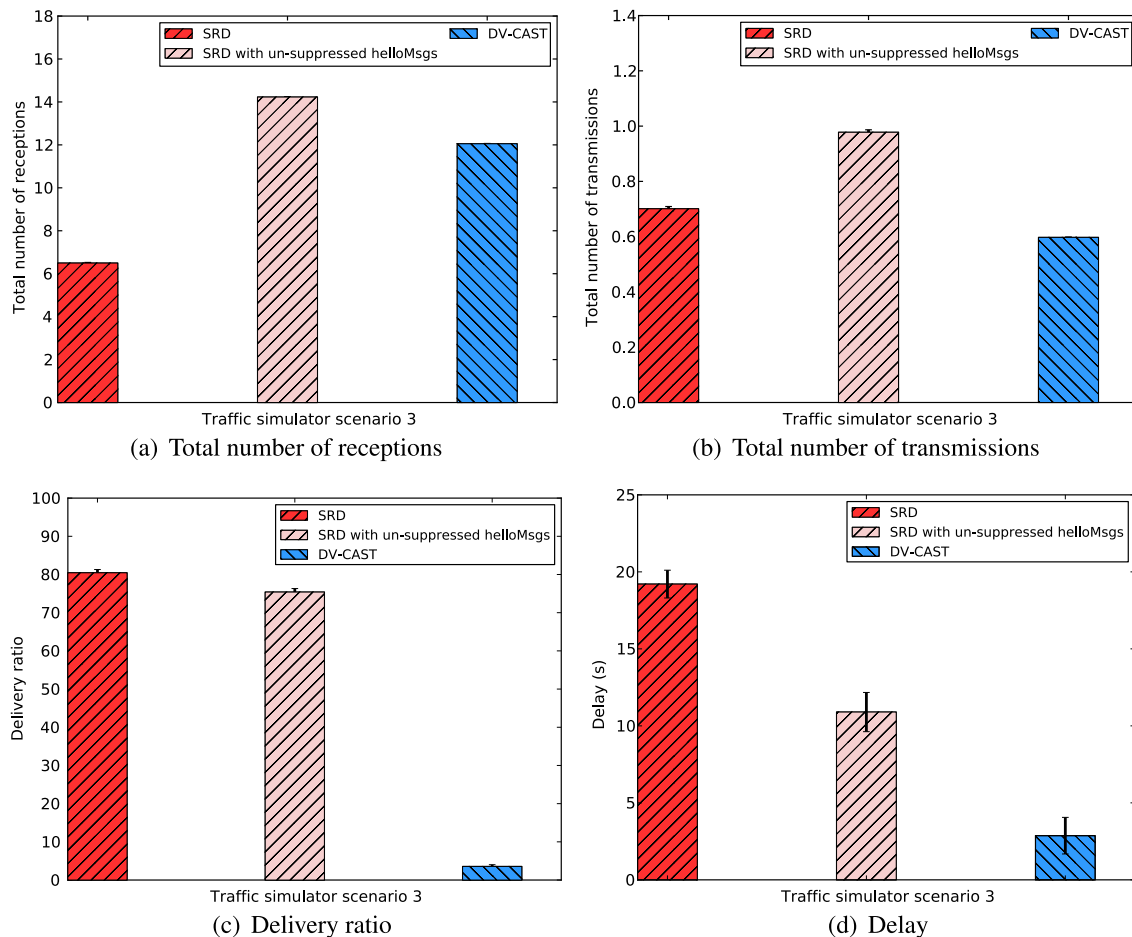 18
16
14
12
10
8
6
4
2
0
Total number of receptions
SRD
DV-CAST
SRD with un-suppressed helloMsgs
Traffic simulator scenario 3
(a) Total number of receptions
1.4
1.2
1.0
0.8
0.6
0.4
0.2
0.0
Total number of transmissions
SRD
DV-CAST
SRD with un-suppressed helloMsgs
Traffic simulator scenario 3
(b) Total number of transmissions
100
90
80
70
60
50
40
30
20
10
0
Delivery ratio
SRD
SRD with un-suppressed helloMsgs
DV-CAST
Traffic simulator scenario 3
(c) Delivery ratio
25
20
15
10
5
0
Delay (s)
SRD
SRD with un-suppressed helloMsgs
DV-CAST
Traffic simulator scenario 3
(d) Delay